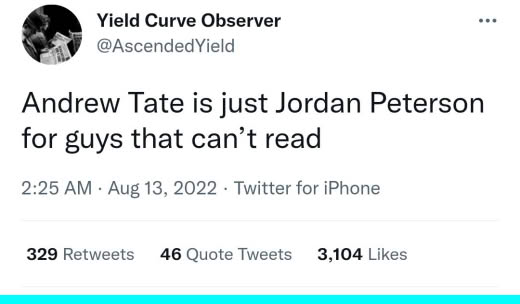 Yield Curve Observer
@AscendedYield
Andrew Tate is just Jordan Peterson
for guys that can’t read
2:25 AM · Aug 13, 2022 · Twitter for iPhone
329 Retweets 46 Quote Tweets 3,104 Likes